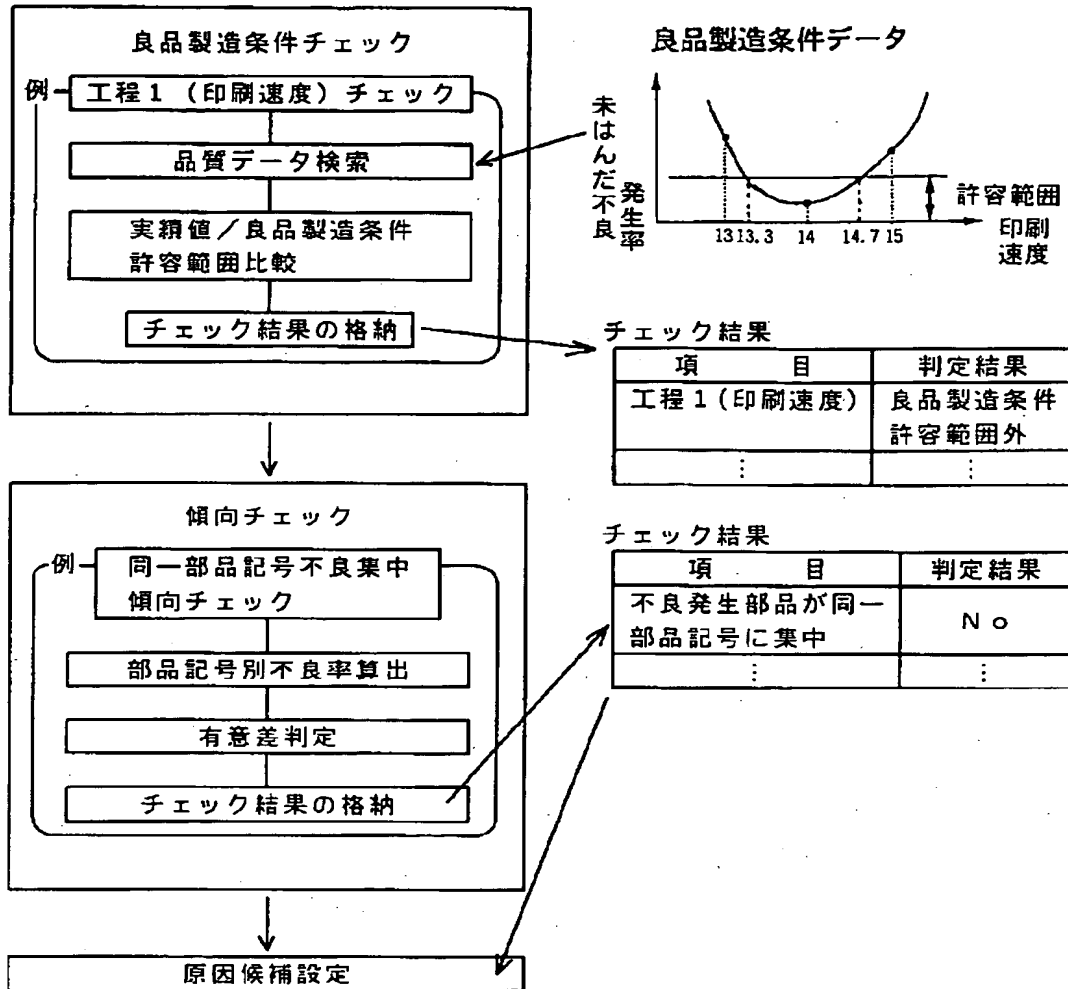 良品製造条件チェック
例
工程1(印刷速度)チェック
品質データ検索
実績値/良品製造条件
許容範囲比較
チェック結果の格納
良品製造条件データ
未はんだ不良
発生率
13 13.3 14 14.7 15
許容範囲
印刷
速度
チェック結果
項 目 判定結果
工程1(印刷速度) 良品製造条件
許容範囲外
⋮ ⋮
傾向チェック
例
同一部品記号不良集中
傾向チェック
部品記号別不良率算出
有意差判定
チェック結果の格納
チェック結果
項 目 判定結果
不良発生部品が同一
部品記号に集中 No
⋮ ⋮
原因候補設定